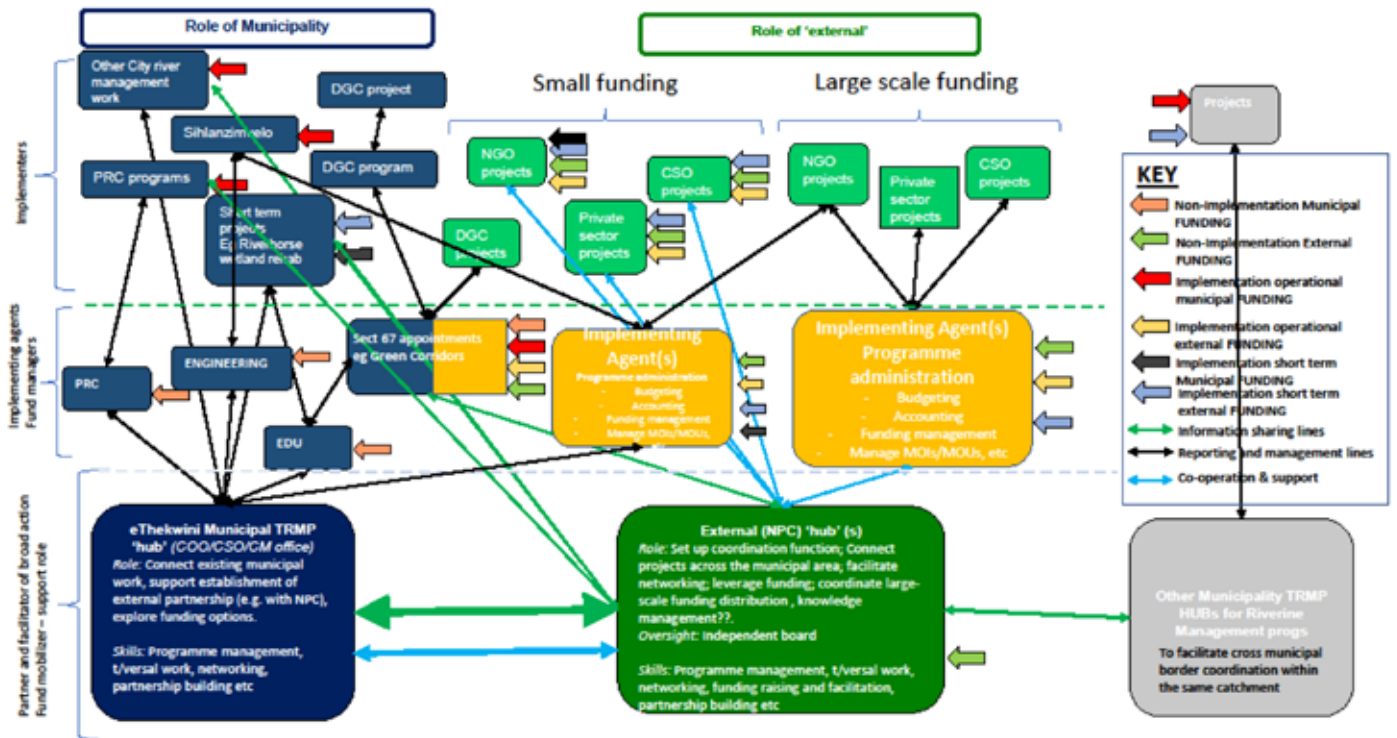 Role of Municipality
Role of 'external'
Other City river
management
work
DGC project
Sihlanzimvelo
PRC programs
DGC program
Short term
projects
Eg Riverhorse
wetland rehab
Small funding
Large scale funding
NGO
projects
CSO
projects
DGC
projects
Private
sector
projects
NGO
projects
Private
sector
projects
CSO
projects
Projects
Implementers
KEY
Non-Implementation Municipal
FUNDING
Non-Implementation External
FUNDING
Implementation operational
municipal FUNDING
Implementation operational
external FUNDING
Implementation short term
Municipal FUNDING
Implementation short term
external FUNDING
Information sharing lines
Reporting and management lines
Co-operation & support
Implementing agents
Fund managers
PRC
ENGINEERING
EDU
Sect 67 appointments
eg Green Corridors
Implementing
Agent(s)
Programme administration
- Budgeting
- Accounting
- Funding management
- Manage MOIs/MOUs,
Implementing Agent(s)
Programme
administration
- Budgeting
- Accounting
- Funding management
- Manage MOIs/MOUs, etc
Partner and facilitator of broad action
Fund mobilizer – support role
eThekwini Municipal TRMP
'hub' (COO/CSO/CM office)
Role: Connect existing municipal
work, support establishment of
external partnership (e.g. with NPC),
explore funding options.
Skills: Programme management,
t/versal work, networking,
partnership building etc
External (NPC) 'hub' (s)
Role: Set up coordination function; Connect
projects across the municipal area; facilitate
networking; leverage funding; coordinate large-
scale funding distribution , knowledge
management??.
Oversight: Independent board
Skills: Programme management, t/versal work,
networking, funding raising and facilitation,
partnership building etc
Other Municipality TRMP
HUBs for Riverine
Management progs
To facilitate cross municipal
border coordination within
the same catchment